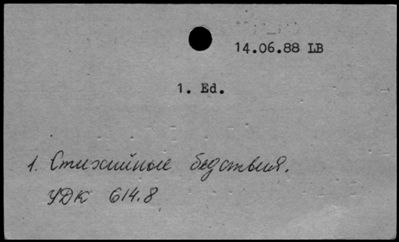 14.06.88 LB
1. Ed.
1. Стихийные бедствия.
УДК 614.8